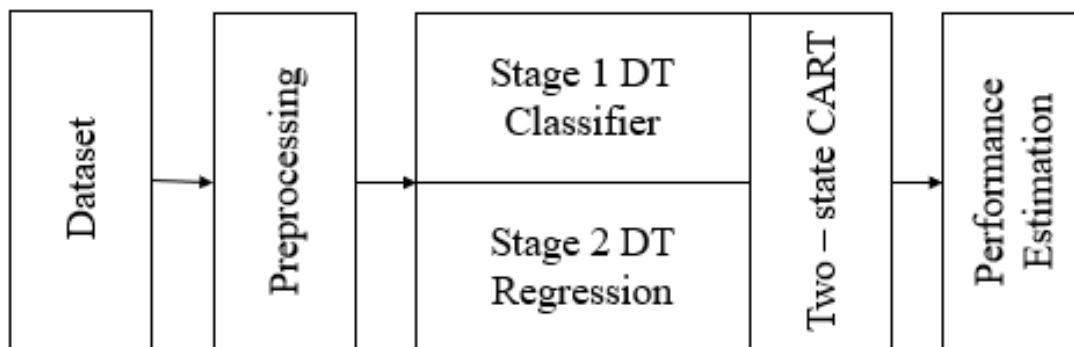 Dataset
Preprocessing
Stage 1 DT
Classifier
Stage 2 DT
Regression
Two – state CART
Performance
Estimation